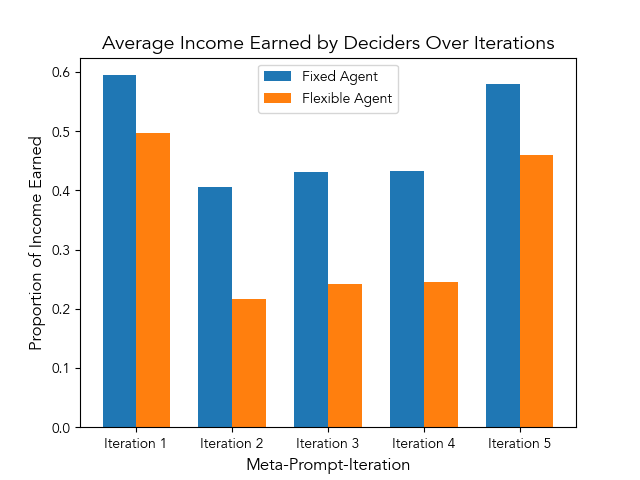 Average Income Earned by Deciders Over Iterations
Fixed Agent
Flexible Agent
Proportion of Income Earned
0.6
0.5
0.4
0.3
0.2
0.1
0.0
Iteration 1
Iteration 2
Iteration 3
Iteration 4
Iteration 5
Meta-Prompt-Iteration